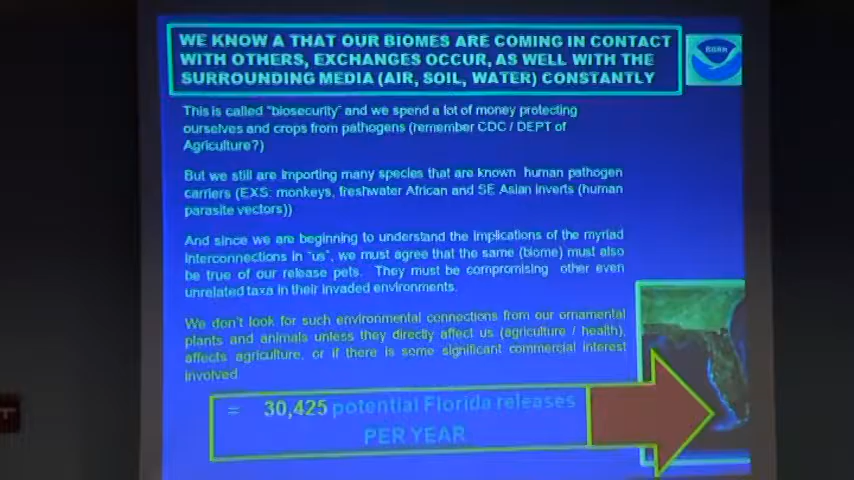 WE KNOW A THAT OUR BIOMES ARE COMING IN CONTACT
WITH OTHERS, EXCHANGES OCCUR, AS WELL WITH THE
SURROUNDING MEDIA (AIR, SOIL, WATER) CONSTANTLY
NOAA
This is called "biosecurity" and we spend a lot of money protecting
ourselves and crops from pathogens (remember CDC / DEPT of
Agriculture?)
But we still are importing many species that are known human pathogen
carriers (EXS: monkeys, freshwater African and SE Asian inverts (human
parasite vectors))
And since we are beginning to understand the implications of the myriad
interconnections in "us", we must agree that the same (biome) must also
be true of our release pets. They must be compromising other even
unrelated taxa in their invaded environments.
We don't look for such environmental connections from our ornamental
plants and animals unless they directly affect us (agriculture / health),
affects agriculture, or if there is some significant commercial interest
involved
= 30,425 potential Florida releases
PER YEAR